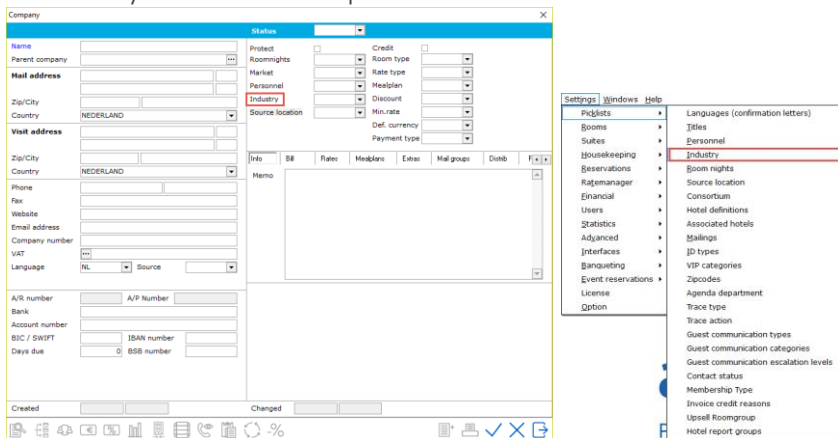 Company
Status
Name
Parent company
Mail address
Zip/City
Country NEDERLAND
Visit address
Zip/City
Country NEDERLAND
Phone
Fax
Website
Email address
Company number
VAT
Language NL Source
A/R number A/P Number
Bank
Account number
BIC / SWIFT IBAN number
Days due 0 BSB number
Created
Protect Credit
Roomnights Room type
Market Rate type
Personnel Mealplan
Industry Discount
Source location Min.rate
Def. currency
Payment type
Info Bill Rates Mealplans Extras Mail groups Distrib
Memo
Changed
Settings Windows Help
Picklists
Rooms
Suites
Housekeeping
Reservations
Ratemanager
Financial
Users
Statistics
Advanced
Interfaces
Banqueting
Event reservations
License
Option
Languages (confirmation letters)
Titles
Personnel
Industry
Room nights
Source location
Consortium
Hotel definitions
Associated hotels
Mailings
ID types
VIP categories
Zipcodes
Agenda department
Trace type
Trace action
Guest communication types
Guest communication categories
Guest communication escalation levels
Contact status
Membership Type
Invoice credit reasons
Upsell Roomgroup
Hotel report groups